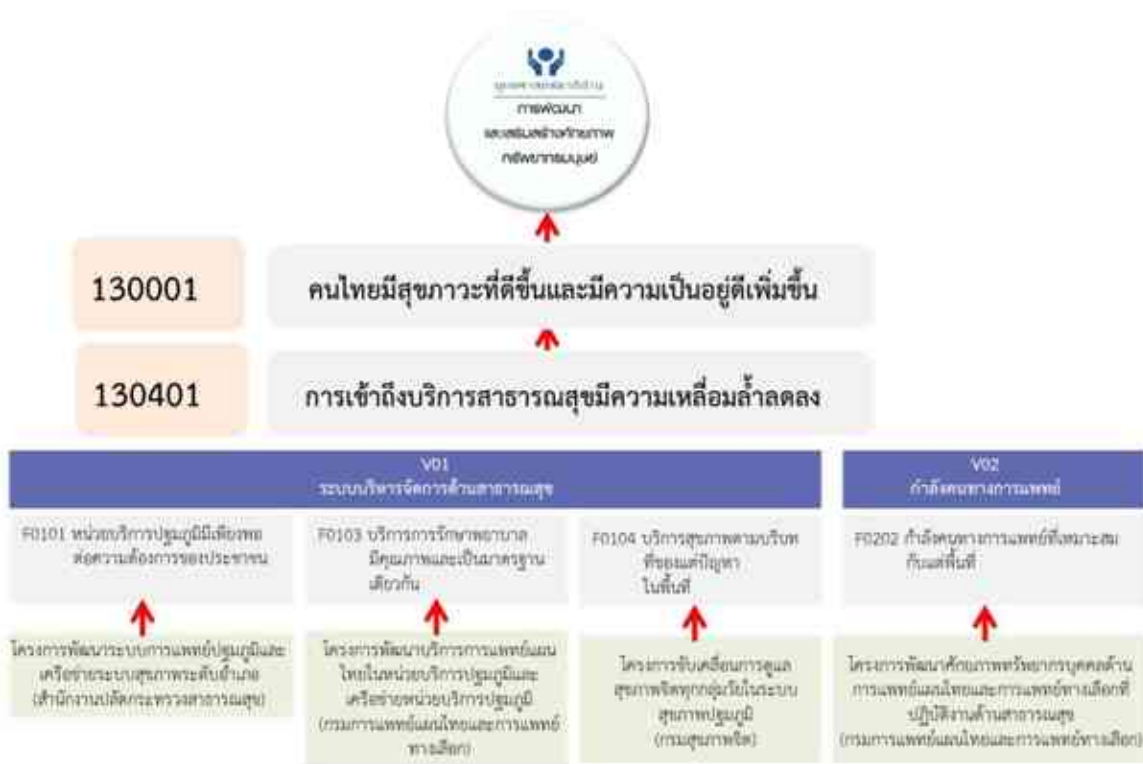 ยุทธศาสตร์ชาติด้าน
การพัฒนา
และเสริมสร้างศักยภาพ
ทรัพยากรมนุษย์
130001
คนไทยมีสุขภาวะที่ดีขึ้นและมีความเป็นอยู่ดีเพิ่มขึ้น
130401
การเข้าถึงบริการสาธารณสุขมีความเหลื่อมล้ำลดลง
V01
ระบบบริหารจัดการด้านสาธารณสุข
V02
กำลังคนทางการแพทย์
F0101 หน่วยบริการปฐมภูมิมีเพียงพอ
ต่อความต้องการของประชาชน
F0103 บริการการรักษาพยาบาล
มีคุณภาพและเป็นมาตรฐาน
เดียวกัน
F0104 บริการสุขภาพตามบริบท
ที่ของแต่ปัญหา
ในพื้นที่
F0202 กำลังคนทางการแพทย์ที่เหมาะสม
กับแต่พื้นที่
โครงการพัฒนาระบบการแพทย์ปฐมภูมิและ
เครือข่ายระบบสุขภาพระดับอำเภอ
(สำนักงานปลัดกระทรวงสาธารณสุข)
โครงการพัฒนาบริการการแพทย์แผน
ไทยในหน่วยบริการปฐมภูมิและ
เครือข่ายหน่วยบริการปฐมภูมิ
(กรมการแพทย์แผนไทยและการแพทย์
ทางเลือก)
โครงการขับเคลื่อนการดูแล
สุขภาพจิตทุกกลุ่มวัยในระบบ
สุขภาพปฐมภูมิ
(กรมสุขภาพจิต)
โครงการพัฒนาศักยภาพทรัพยากรบุคคลด้าน
การแพทย์แผนไทยและการแพทย์ทางเลือกที่
ปฏิบัติงานด้านสาธารณสุข
(กรมการแพทย์แผนไทยและการแพทย์ทางเลือก)